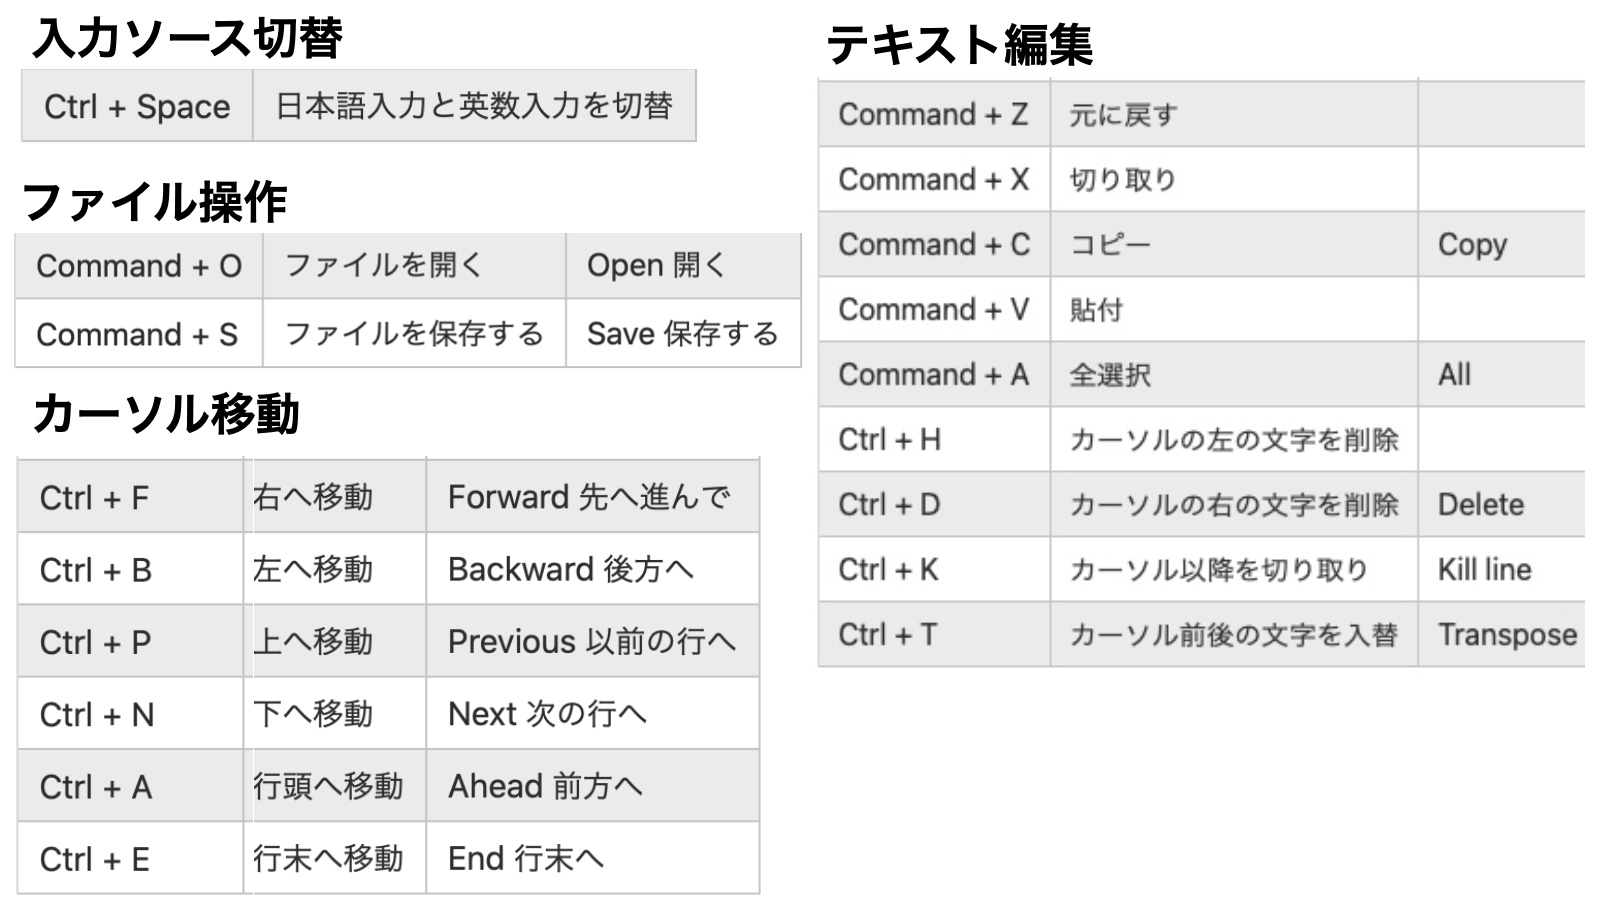 入力ソース切替
Ctrl + Space 日本語入力と英数入力を切替
ファイル操作
Command + O ファイルを開く Open 開く
Command + S ファイルを保存する Save 保存する
カーソル移動
Ctrl + F 右へ移動 Forward 先へ進んで
Ctrl + B 左へ移動 Backward 後方へ
Ctrl + P 上へ移動 Previous 以前の行へ
Ctrl + N 下へ移動 Next 次の行へ
Ctrl + A 行頭へ移動 Ahead 前方へ
Ctrl + E 行末へ移動 End 行末へ
テキスト編集
Command + Z 元に戻す
Command + X 切り取り
Command + C コピー Copy
Command + V 貼付
Command + A 全選択 All
Ctrl + H カーソルの左の文字を削除
Ctrl + D カーソルの右の文字を削除 Delete
Ctrl + K カーソル以降を切り取り Kill line
Ctrl + T カーソル前後の文字を入替 Transpose